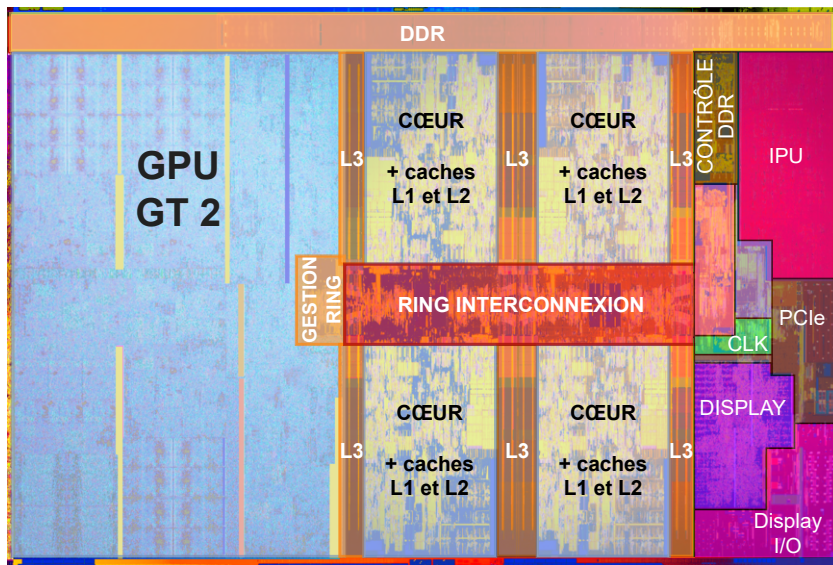 DDR
GPU
GT 2
L3
CŒUR
+ caches
L1 et L2
L3
CŒUR
+ caches
L1 et L2
L3
CONTRÔLE
DDR
IPU
GESTION
RING
RING INTERCONNEXION
PCIe
CLK
L3
CŒUR
+ caches
L1 et L2
L3
CŒUR
+ caches
L1 et L2
L3
DISPLAY
Display
I/O